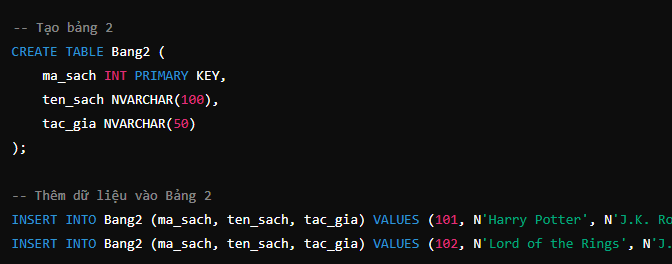 -- Tạo bảng 2
CREATE TABLE Bang2 (
ma_sach INT PRIMARY KEY,
ten_sach NVARCHAR(100),
tac_gia NVARCHAR(50)
);
-- Thêm dữ liệu vào Bảng 2
INSERT INTO Bang2 (ma_sach, ten_sach, tac_gia) VALUES (101, N'Harry Potter', N'J.K. Ro
INSERT INTO Bang2 (ma_sach, ten_sach, tac_gia) VALUES (102, N'Lord of the Rings', N'J.